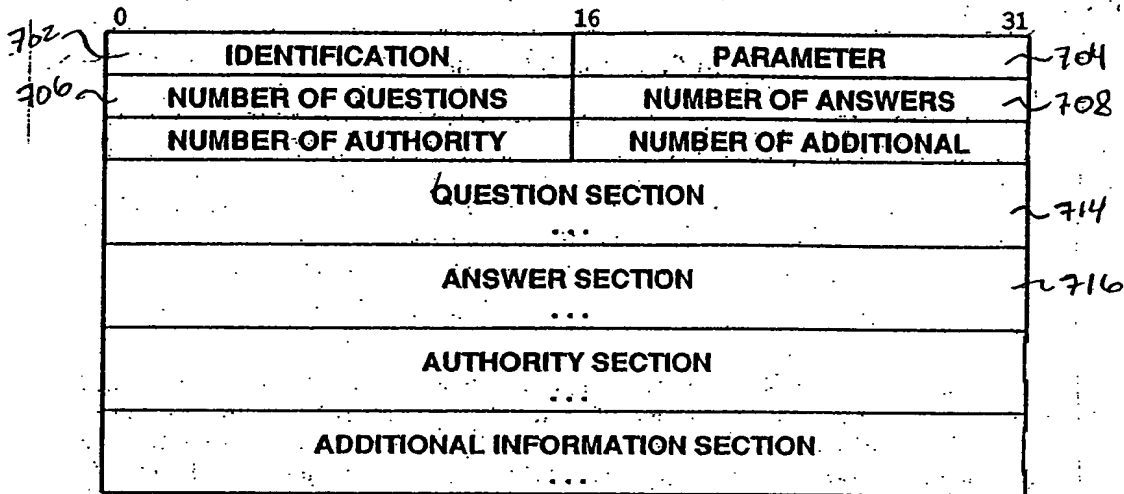 0 16 31
702 IDENTIFICATION PARAMETER 704
706 NUMBER OF QUESTIONS NUMBER OF ANSWERS 708
NUMBER OF AUTHORITY NUMBER OF ADDITIONAL
QUESTION SECTION
714
...
ANSWER SECTION
716
...
AUTHORITY SECTION
...
ADDITIONAL INFORMATION SECTION
...